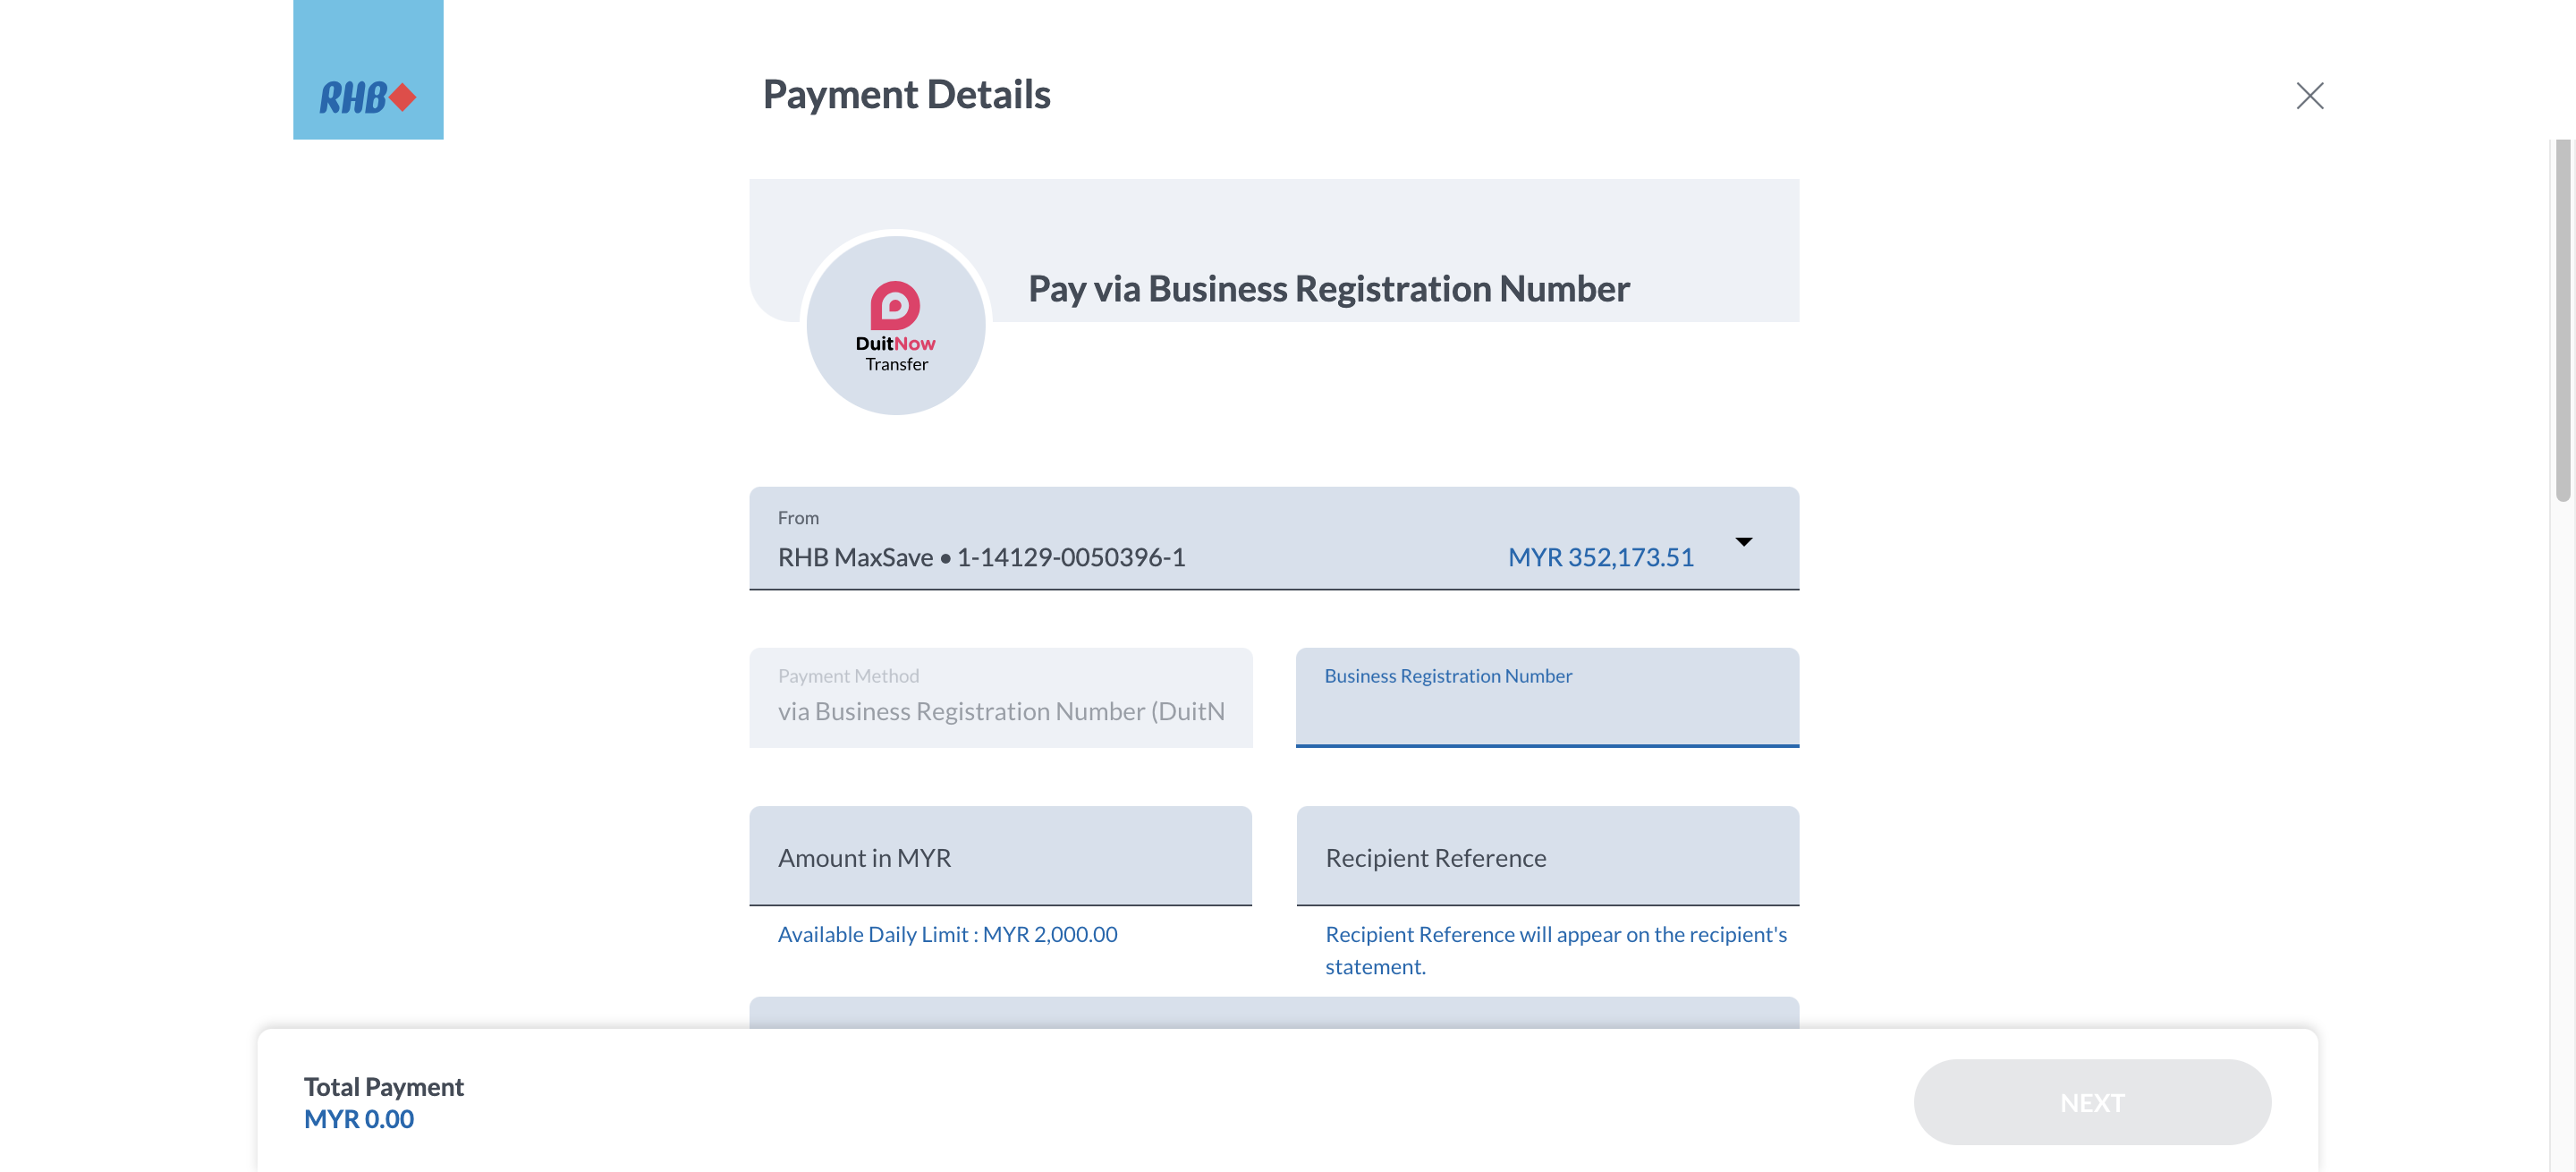 RHB
Payment Details
Pay via Business Registration Number
DuitNow
Transfer
From
RHB MaxSave • 1-14129-0050396-1
MYR 352,173.51
Payment Method
via Business Registration Number (DuitN
Business Registration Number
Amount in MYR
Recipient Reference
Available Daily Limit : MYR 2,000.00
Recipient Reference will appear on the recipient's
statement.
Total Payment
MYR 0.00
NEXT